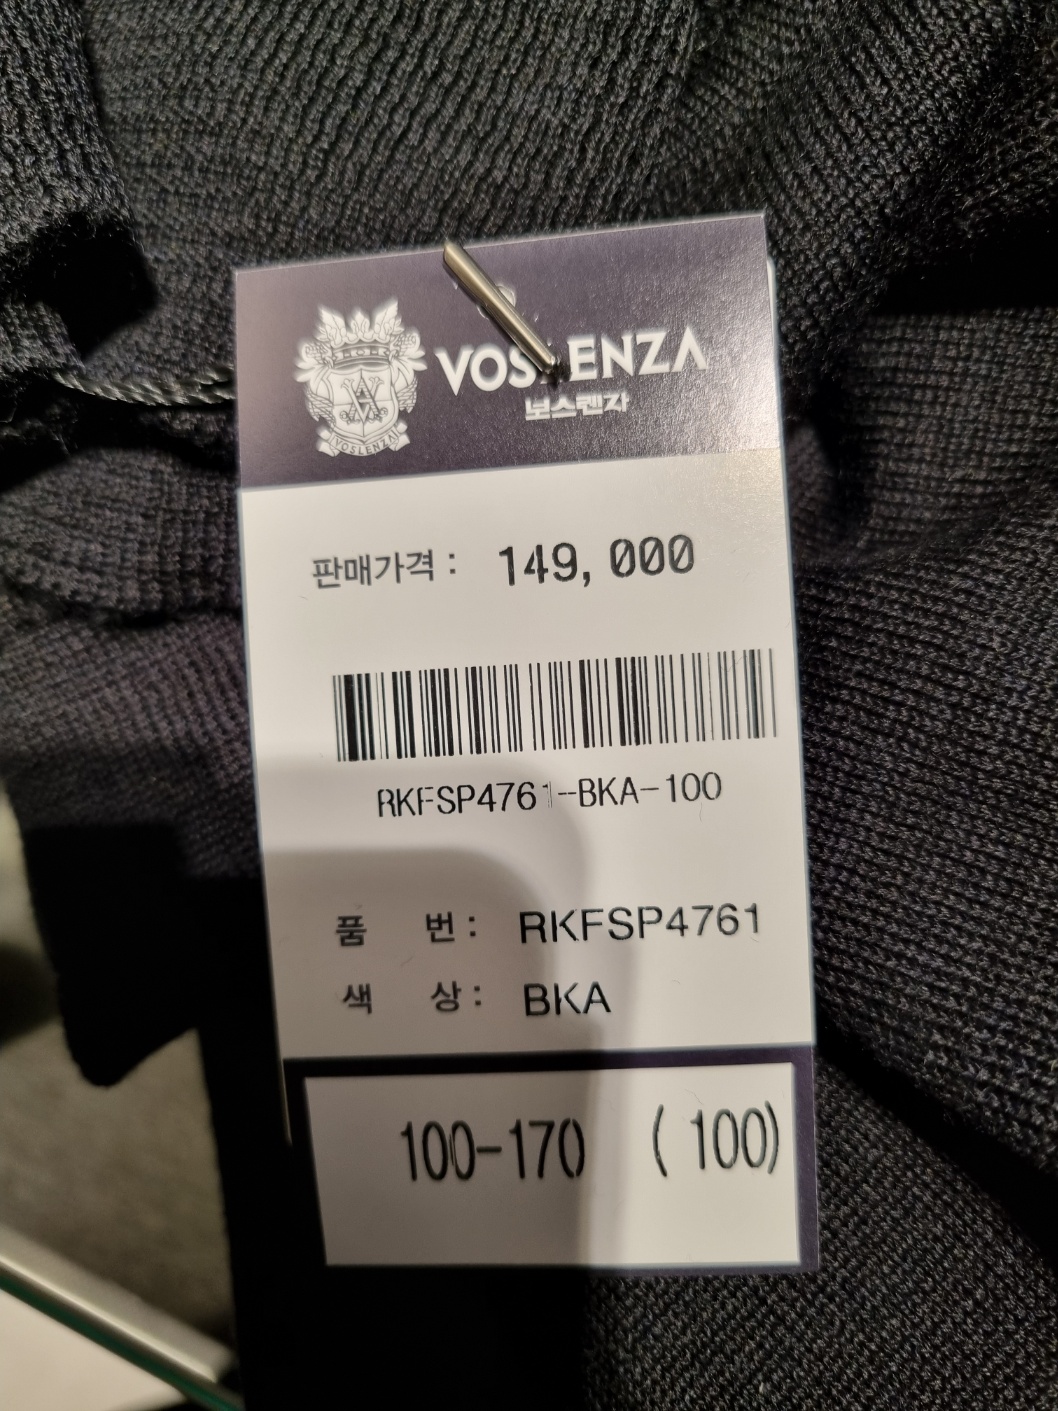 VOSLENZA
보스렌자
VOSLENZA
판매가격 : 149,000
RKFSP4761-BKA-100
품 번 : RKFSP4761
색 상 : BKA
100-170 ( 100)